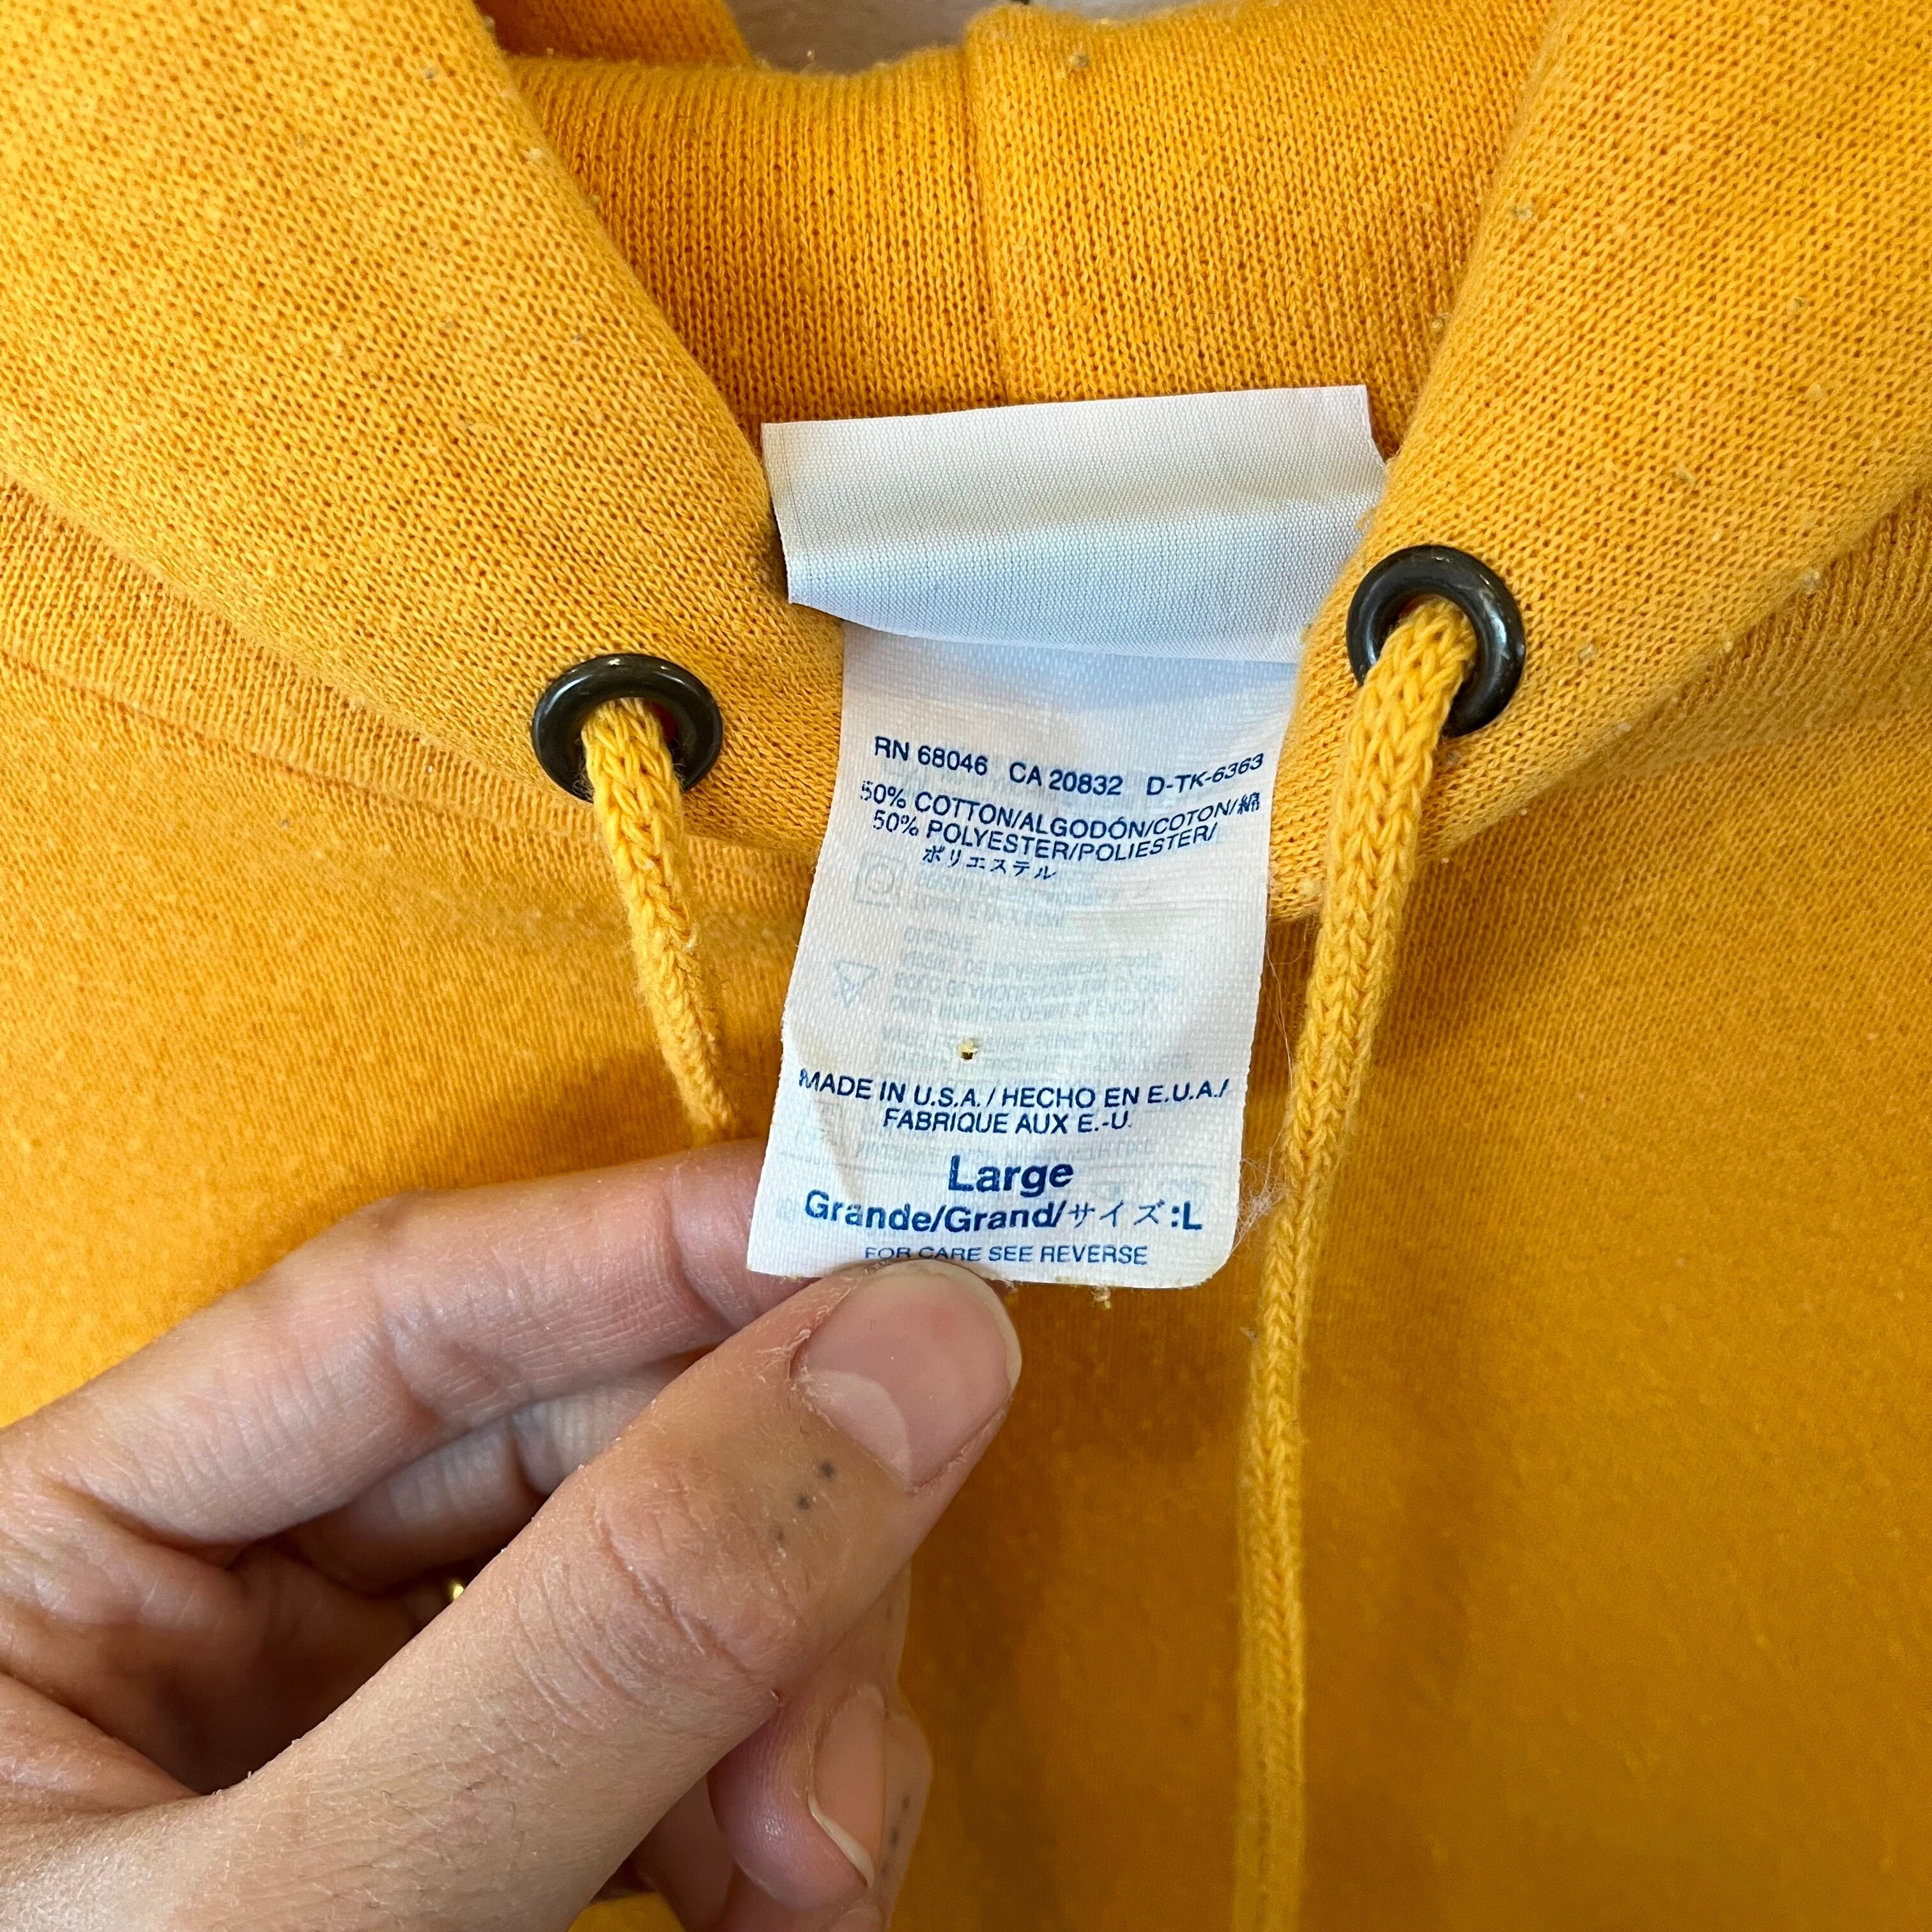 RN 68046 CA 20832 D-TK-6363
50% COTTON/ALGODÓN/COTON/綿
50% POLYESTER/POLIESTER/
ポリエステル
MADE IN U.S.A. / HECHO EN E.U.A./
FABRIQUE AUX E.-U.
Large
Grande/Grand/サイズ:L
FOR CARE SEE REVERSE